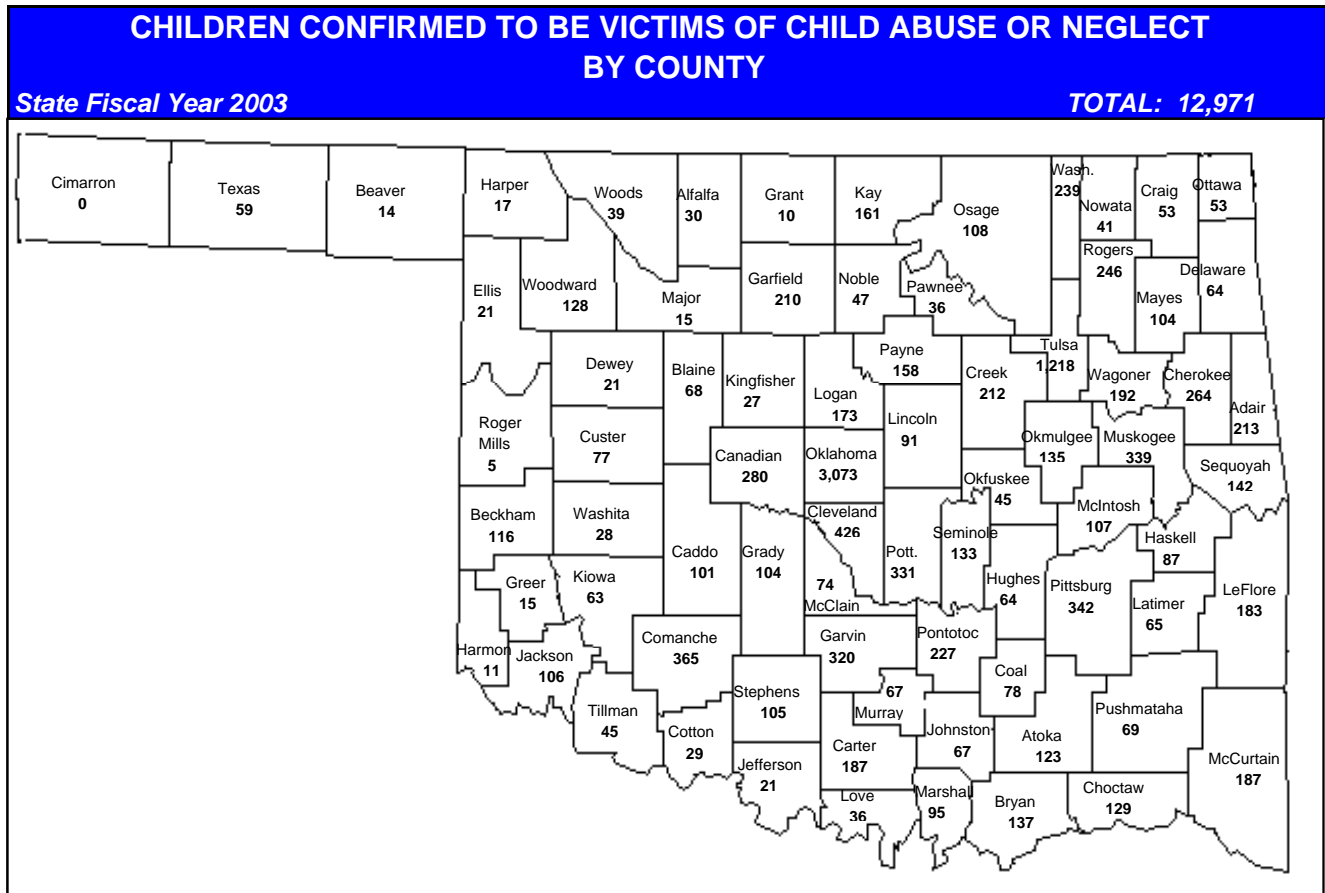 CHILDREN CONFIRMED TO BE VICTIMS OF CHILD ABUSE OR NEGLECT
BY COUNTY
State Fiscal Year 2003 TOTAL: 12,971
Cimarron
0
Texas
59
Beaver
14
Harper
17
Woods
39
Alfalfa
30
Grant
10
Kay
161
Osage
108
Wash.
239
Nowata
41
Craig
53
Ottawa
53
Ellis
21
Woodward
128
Major
15
Garfield
210
Noble
47
Pawnee
36
Rogers
246
Mayes
104
Delaware
64
Dewey
21
Blaine
68
Kingfisher
27
Logan
173
Payne
158
Creek
212
Tulsa
1,218
Wagoner
192
Cherokee
264
Adair
213
Roger
Mills
5
Custer
77
Canadian
280
Oklahoma
3,073
Lincoln
91
Okmulgee
135
Muskogee
339
Sequoyah
142
Beckham
116
Washita
28
Caddo
101
Grady
104
Cleveland
426
74
McClain
Pott.
331
Seminole
133
Okfuskee
45
McIntosh
107
Haskell
87
Greer
15
Kiowa
63
Hughes
64
Pittsburg
342
Latimer
65
LeFlore
183
Harmon
11
Jackson
106
Comanche
365
Garvin
320
Pontotoc
227
Coal
78
Tillman
45
Cotton
29
Stephens
105
67
Murray
Johnston
67
Atoka
123
Pushmataha
69
McCurtain
187
Jefferson
21
Carter
187
Love
36
Marshal
95
Bryan
137
Choctaw
129